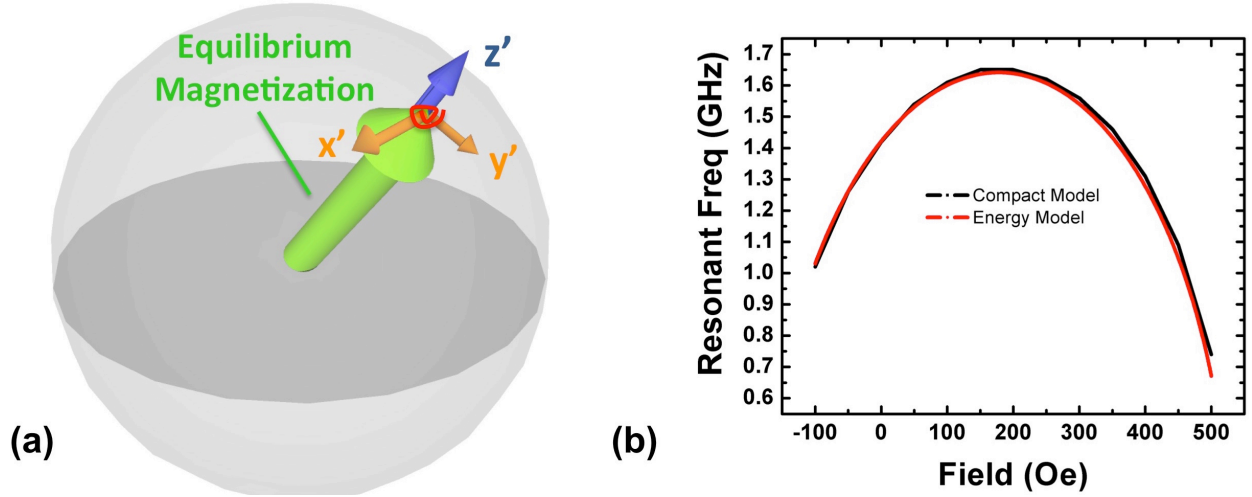 Equilibrium
Magnetization
z’
x’
y’
(a)
Resonant Freq (GHz)
1.7
1.6
1.5
1.4
1.3
1.2
1.1
1.0
0.9
0.8
0.7
0.6
Compact Model
Energy Model
-100 0 100 200 300 400 500
Field (Oe)
(b)